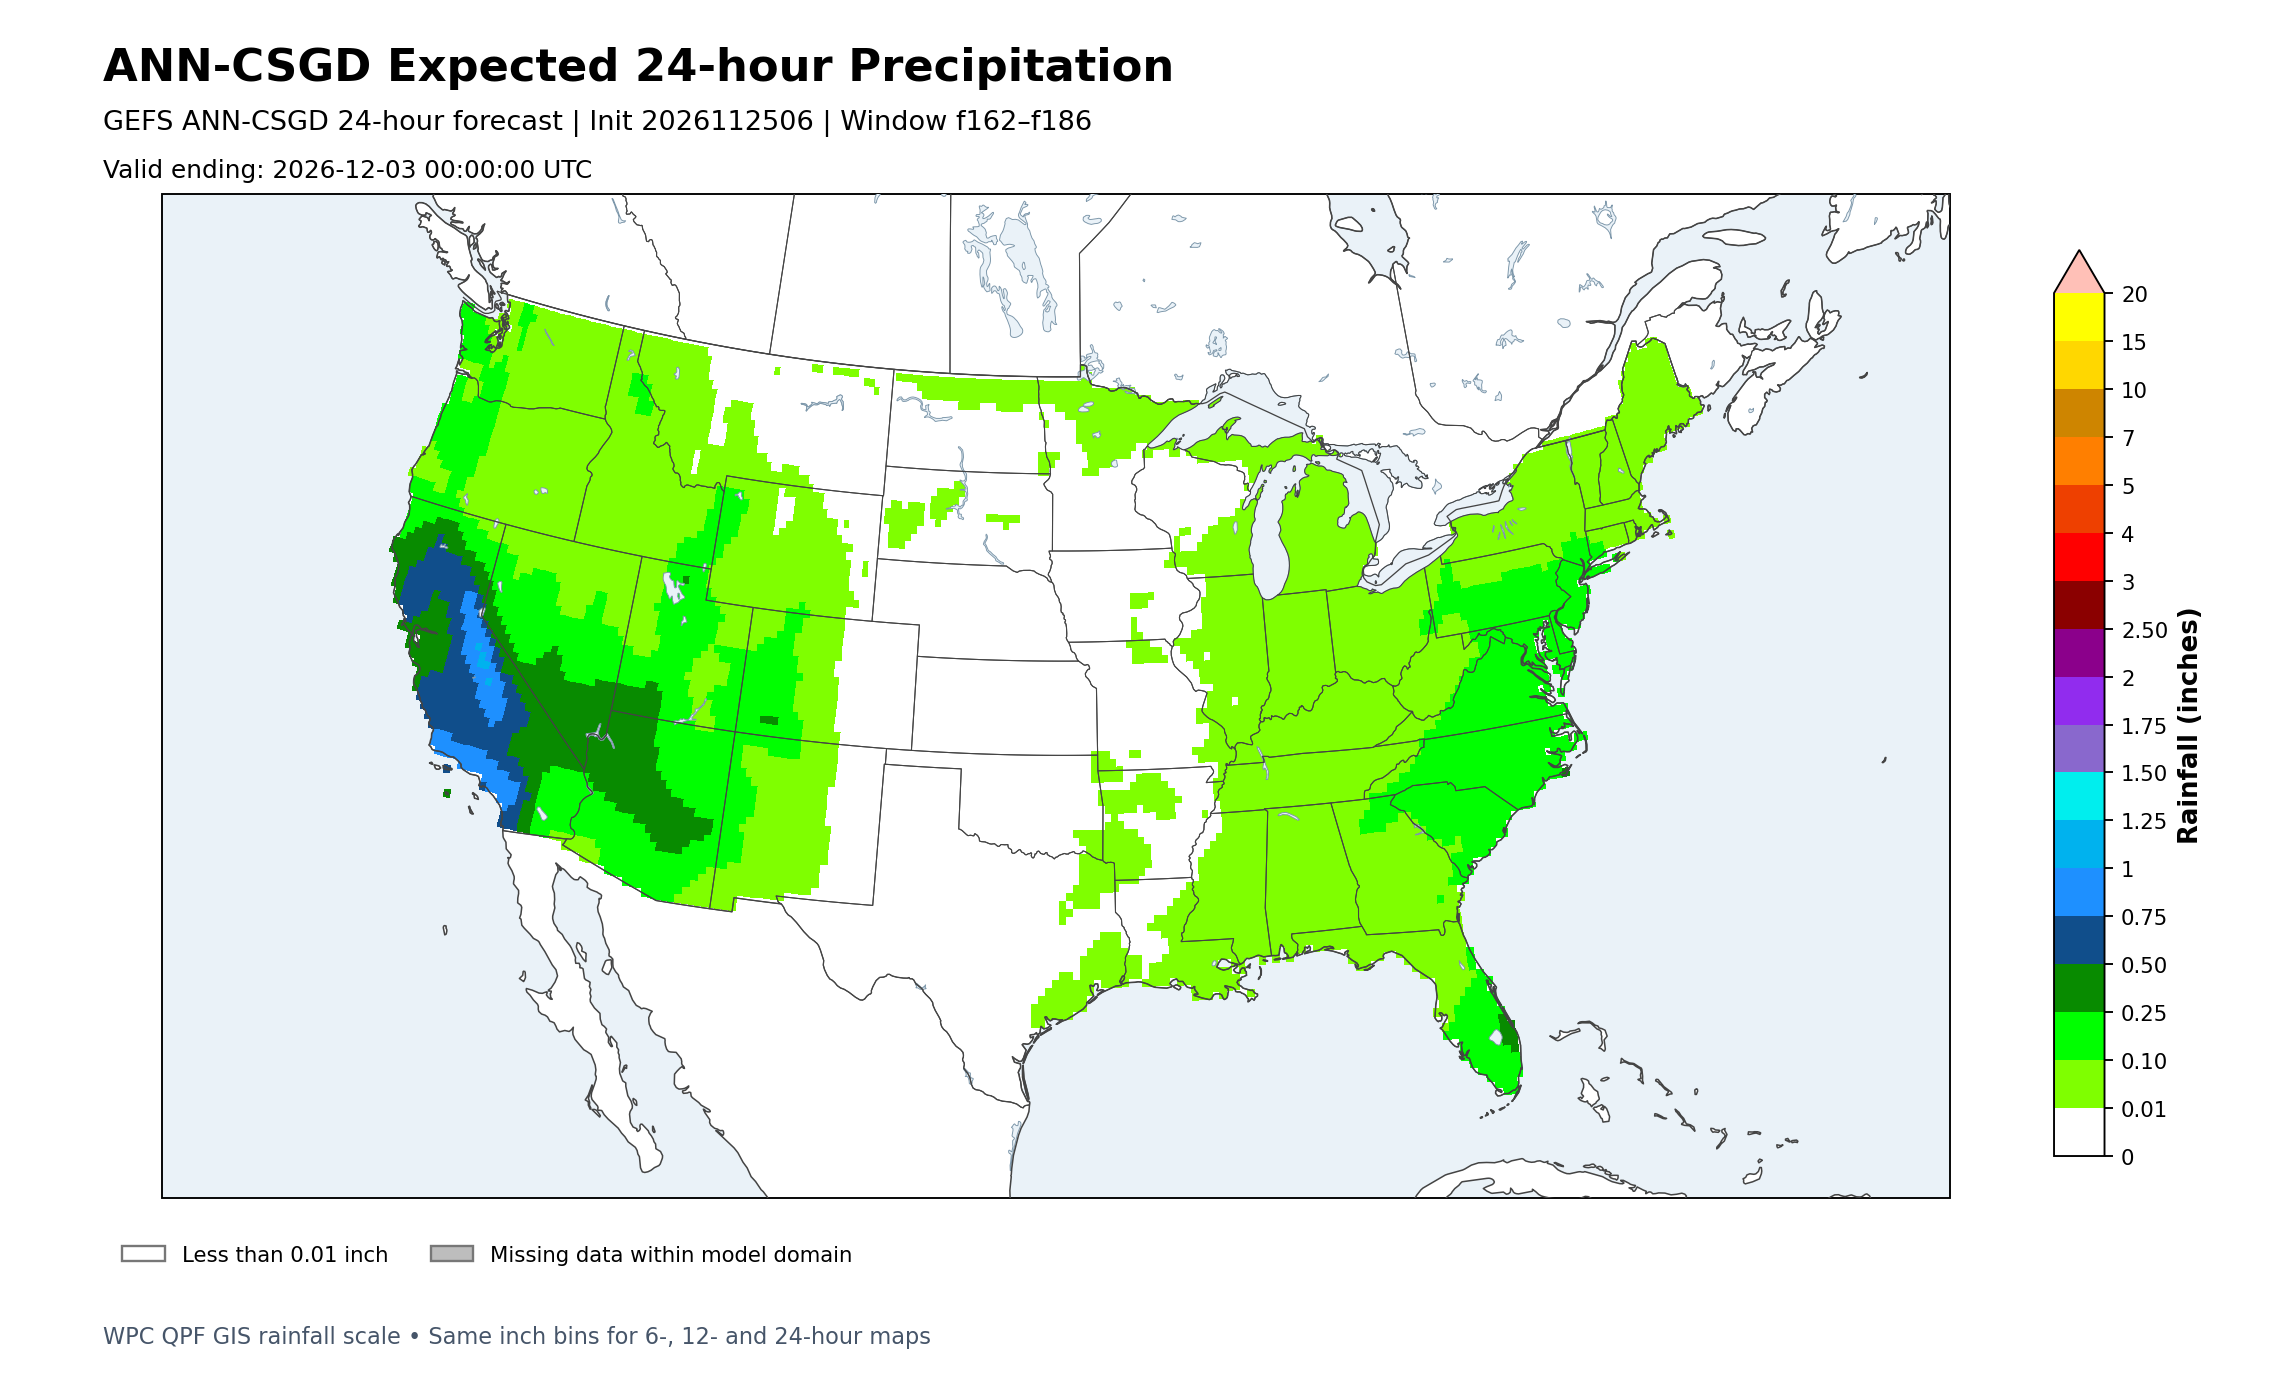 ANN-CSGD Expected 24-hour Precipitation
GEFS ANN-CSGD 24-hour forecast | Init 2026112506 | Window f162–f186
Valid ending: 2026-12-03 00:00:00 UTC
20
15
10
7
5
4
3
2.50
2
1.75
1.50
1.25
1
0.75
0.50
0.25
0.10
0.01
0
Rainfall (inches)
Less than 0.01 inch
Missing data within model domain
WPC QPF GIS rainfall scale • Same inch bins for 6-, 12- and 24-hour maps